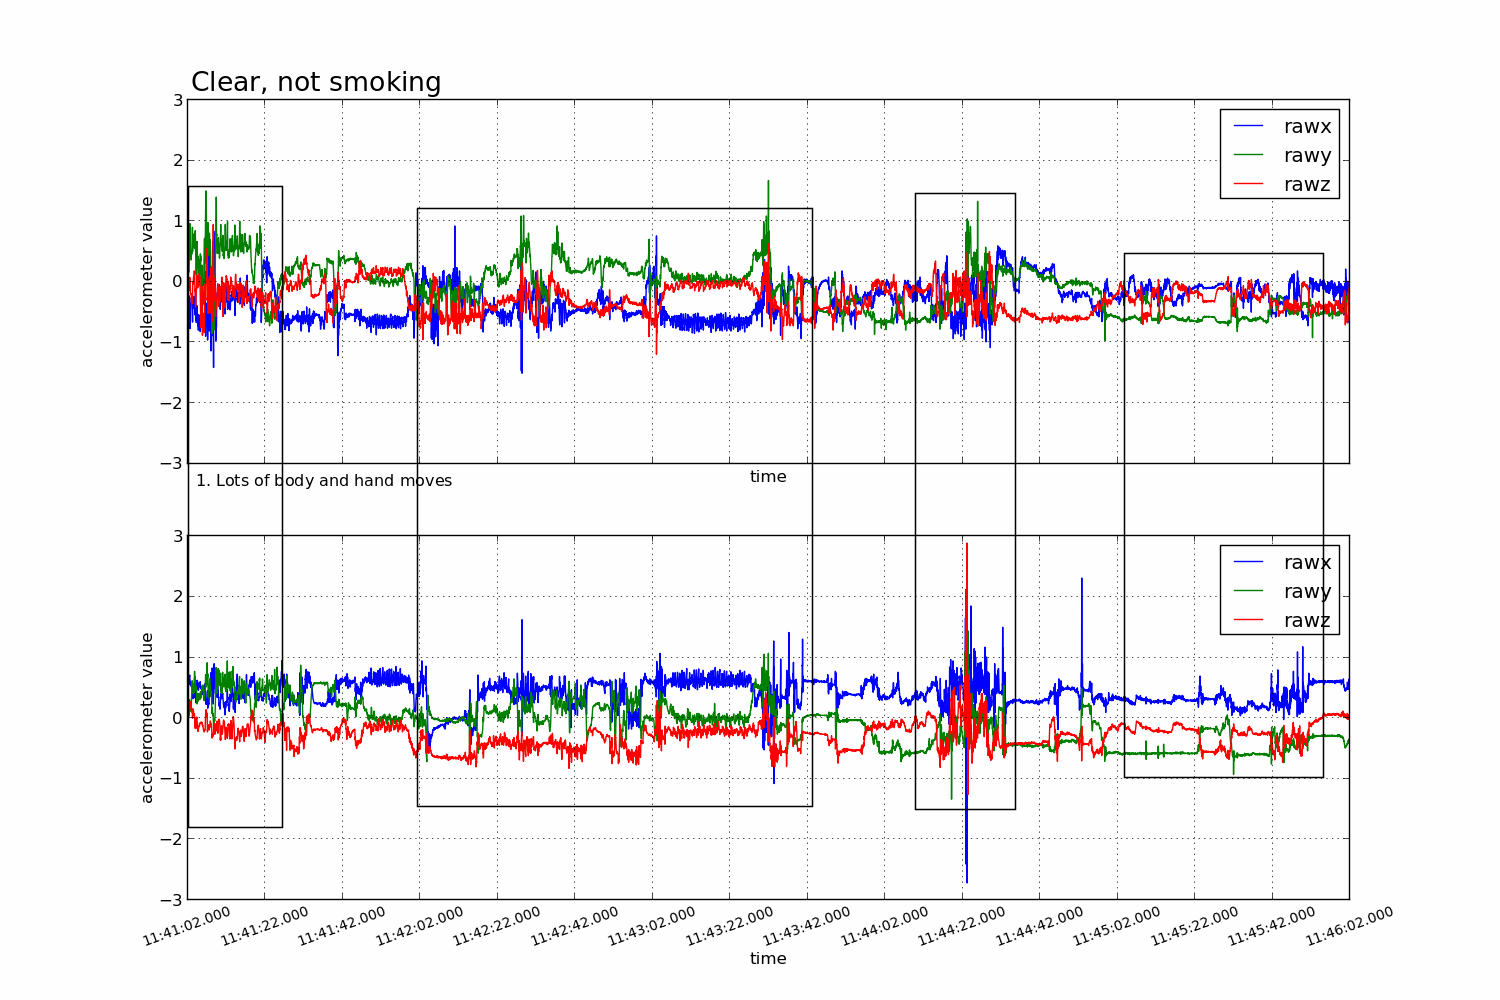 Clear, not smoking
3
2
1
0
−1
−2
−3
accelerometer value
rawx
rawy
rawz
time
1. Lots of body and hand moves
3
2
1
0
−1
−2
−3
accelerometer value
rawx
rawy
rawz
11:41:02.000
11:41:22.000
11:41:42.000
11:42:02.000
11:42:22.000
11:42:42.000
11:43:02.000
11:43:22.000
11:43:42.000
11:44:02.000
11:44:22.000
11:44:42.000
11:45:02.000
11:45:22.000
11:45:42.000
11:46:02.000
time